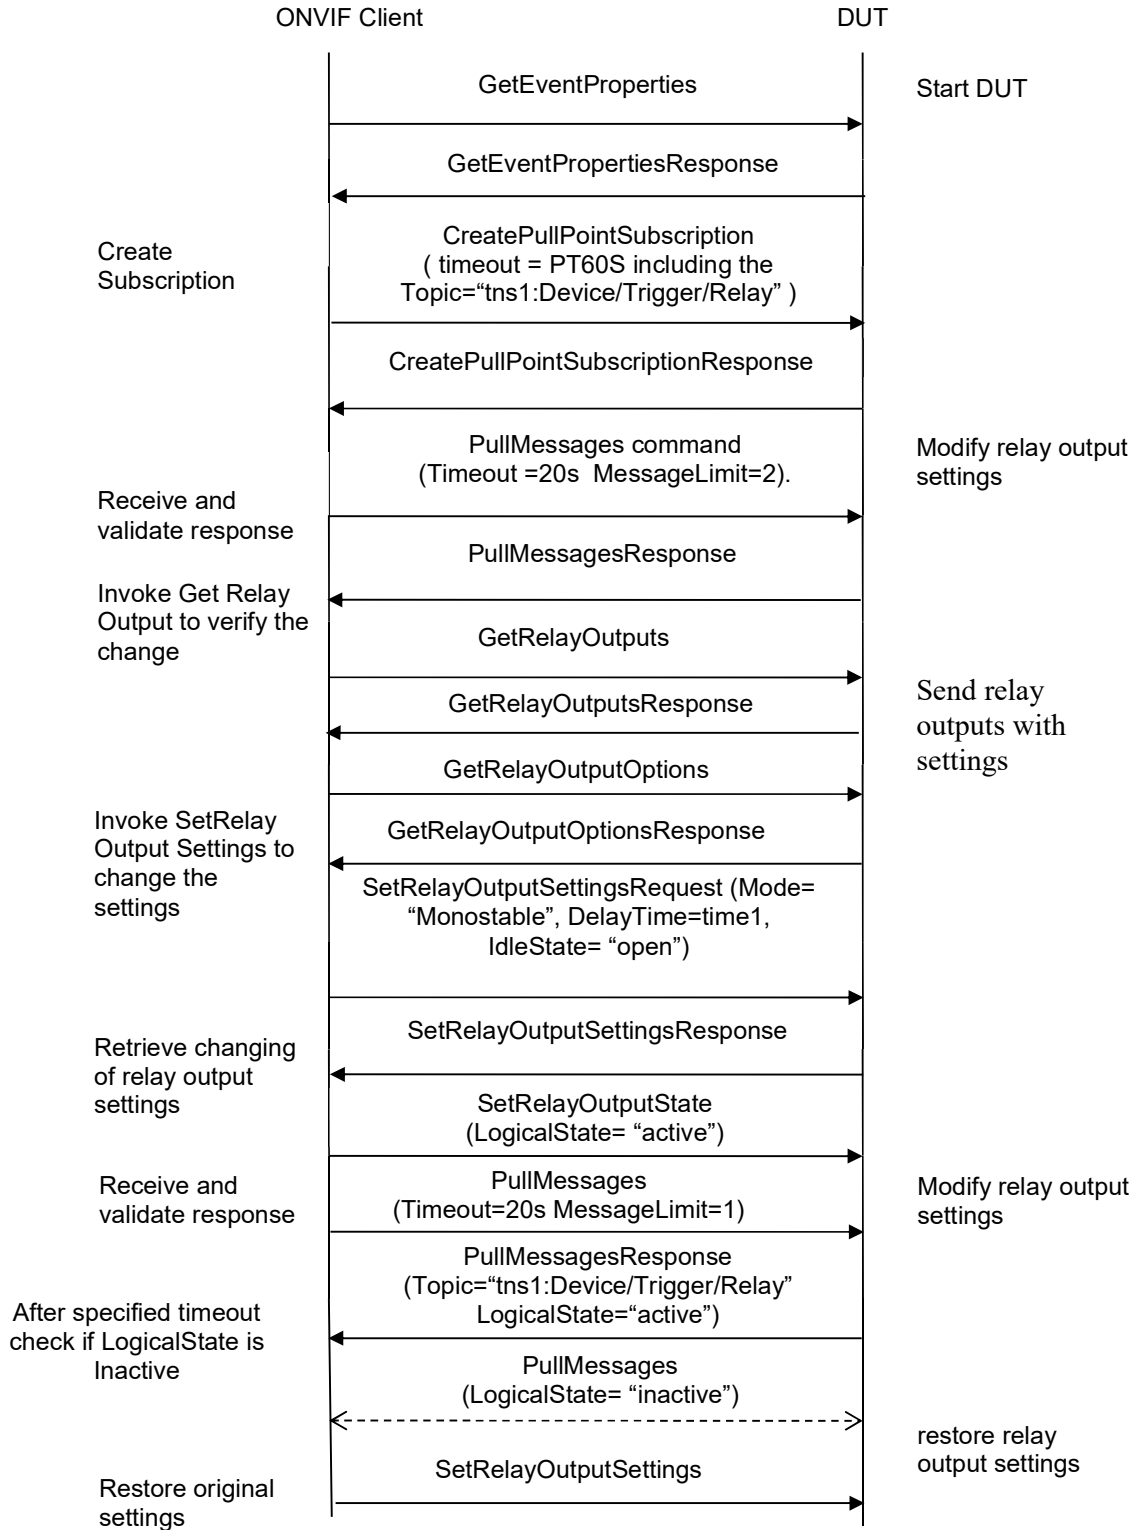 ONVIF Client
DUT
GetEventProperties
Start DUT
GetEventPropertiesResponse
Create
Subscription
CreatePullPointSubscription
( timeout = PT60S including the
Topic=“tns1:Device/Trigger/Relay” )
CreatePullPointSubscriptionResponse
PullMessages command
(Timeout =20s  MessageLimit=2).
Modify relay output
settings
Receive and
validate response
PullMessagesResponse
Invoke Get Relay
Output to verify the
change
GetRelayOutputs
GetRelayOutputsResponse
Send relay
outputs with
settings
GetRelayOutputOptions
Invoke SetRelay
Output Settings to
change the
settings
GetRelayOutputOptionsResponse
SetRelayOutputSettingsRequest (Mode=
“Monostable”, DelayTime=time1,
IdleState= “open”)
SetRelayOutputSettingsResponse
Retrieve changing
of relay output
settings
SetRelayOutputState
(LogicalState= “active”)
Receive and
validate response
PullMessages
(Timeout=20s MessageLimit=1)
Modify relay output
settings
PullMessagesResponse
(Topic=“tns1:Device/Trigger/Relay”
LogicalState=“active”)
After specified timeout
check if LogicalState is
Inactive
PullMessages
(LogicalState= “inactive”)
restore relay
output settings
SetRelayOutputSettings
Restore original
settings